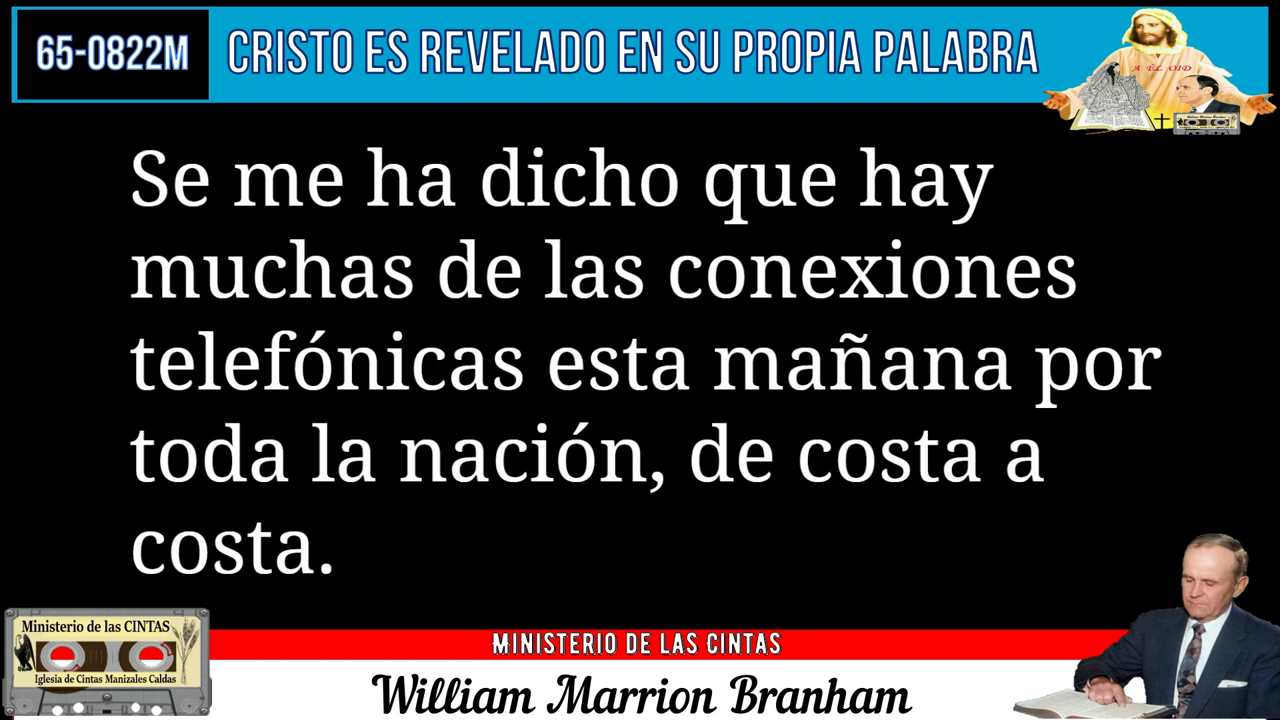 65-0822M CRISTO ES REVELADO EN SU PROPIA PALABRA
A ÉL OID
Se me ha dicho que hay
muchas de las conexiones
telefónicas esta mañana por
toda la nación, de costa a
costa.
Ministerio de las CINTAS
Iglesia de Cintas Manizales Caldas
MINISTERIO DE LAS CINTAS
William Marrion Branham